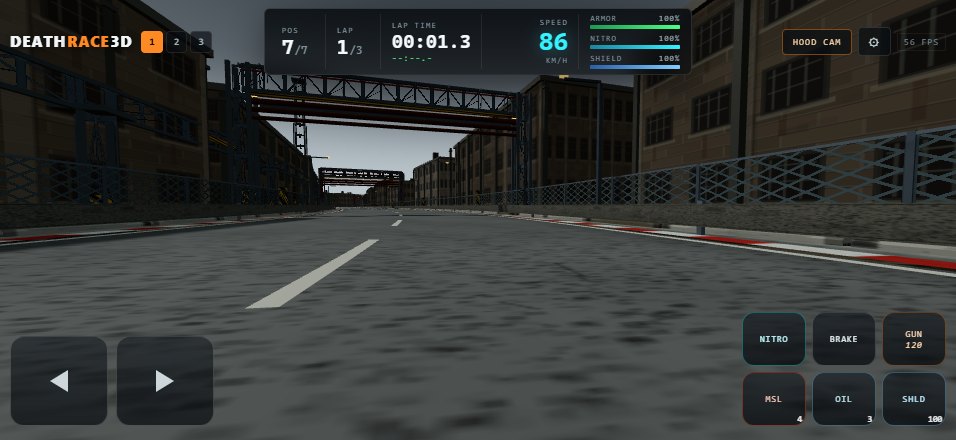 DEATHRACE3D 1 2 3
POS
7/7
LAP
1/3
LAP TIME
00:01.3
--:--.-
SPEED
86
KM/H
ARMOR 100%
NITRO 100%
SHIELD 100%
HOOD CAM
56 FPS
NITRO
BRAKE
GUN
120
MSL
4
OIL
3
SHLD
100